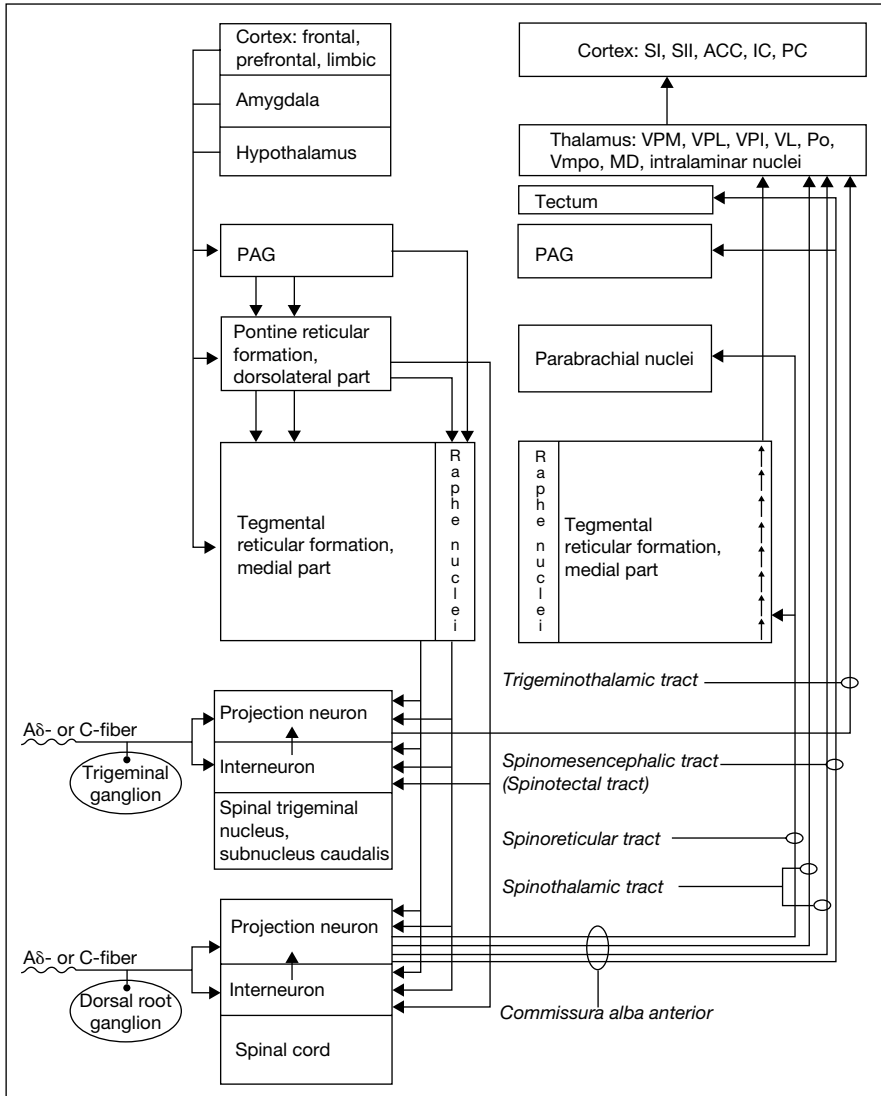 Cortex: frontal,
prefrontal, limbic
Amygdala
Hypothalamus
PAG
Pontine reticular
formation,
dorsolateral part
Tegmental
reticular formation,
medial part
Raphe nuclei
Aδ- or C-fiber
Trigeminal
ganglion
Projection neuron
Interneuron
Spinal trigeminal
nucleus,
subnucleus caudalis
Aδ- or C-fiber
Dorsal root
ganglion
Projection neuron
Interneuron
Spinal cord
Cortex: SI, SII, ACC, IC, PC
Thalamus: VPM, VPL, VPI, VL, Po,
Vmpo, MD, intralaminar nuclei
Tectum
PAG
Parabrachial nuclei
Raphe nuclei
Tegmental
reticular formation,
medial part
Trigeminothalamic tract
Spinomesencephalic tract
(Spinotectal tract)
Spinoreticular tract
Spinothalamic tract
Commissura alba anterior